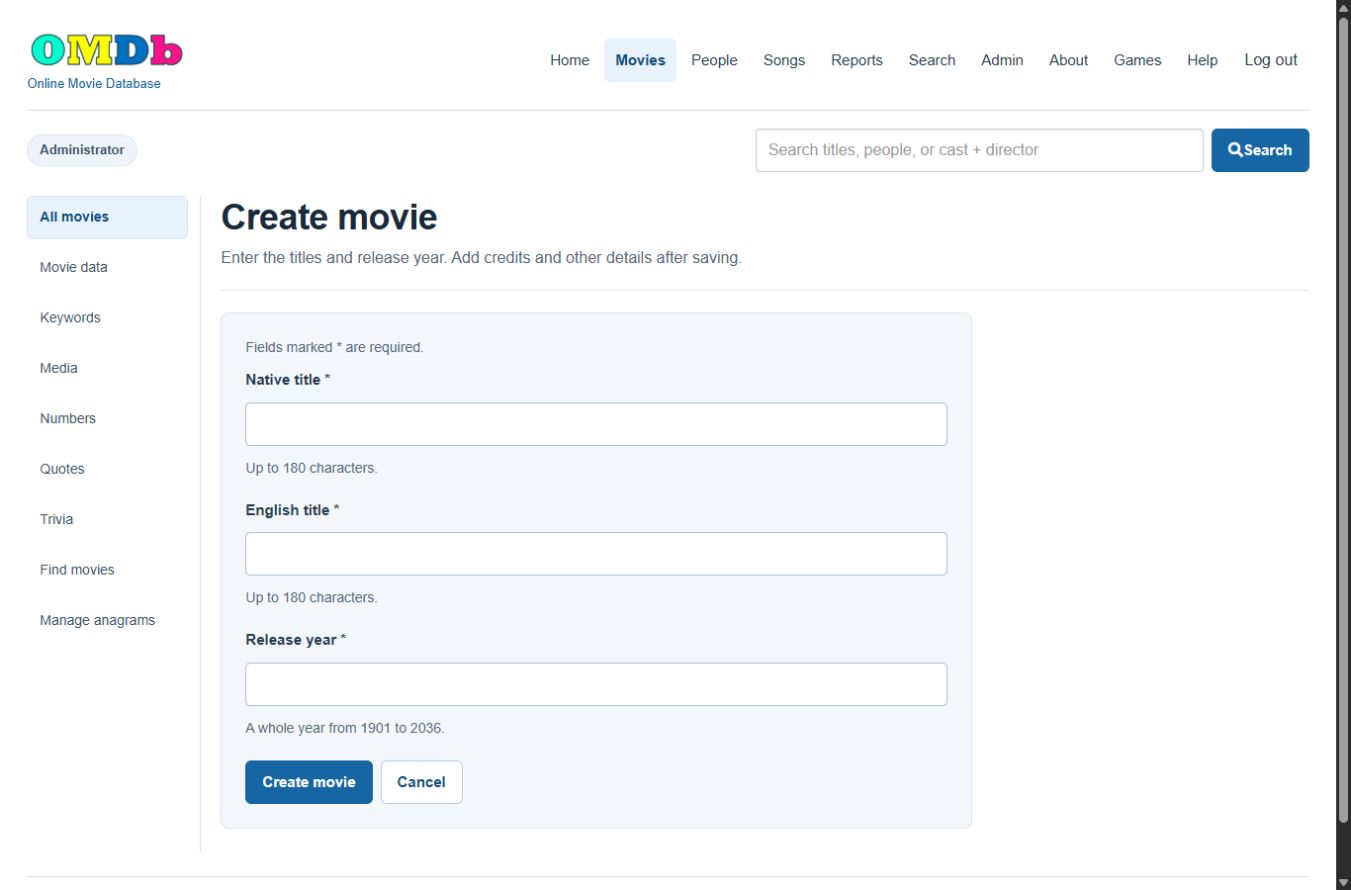 OMDb
Online Movie Database
Home Movies People Songs Reports Search Admin About Games Help Log out
Administrator
Search titles, people, or cast + director
Search
All movies
Movie data
Keywords
Media
Numbers
Quotes
Trivia
Find movies
Manage anagrams
Create movie
Enter the titles and release year. Add credits and other details after saving.
Fields marked * are required.
Native title *
Up to 180 characters.
English title *
Up to 180 characters.
Release year *
A whole year from 1901 to 2036.
Create movie Cancel